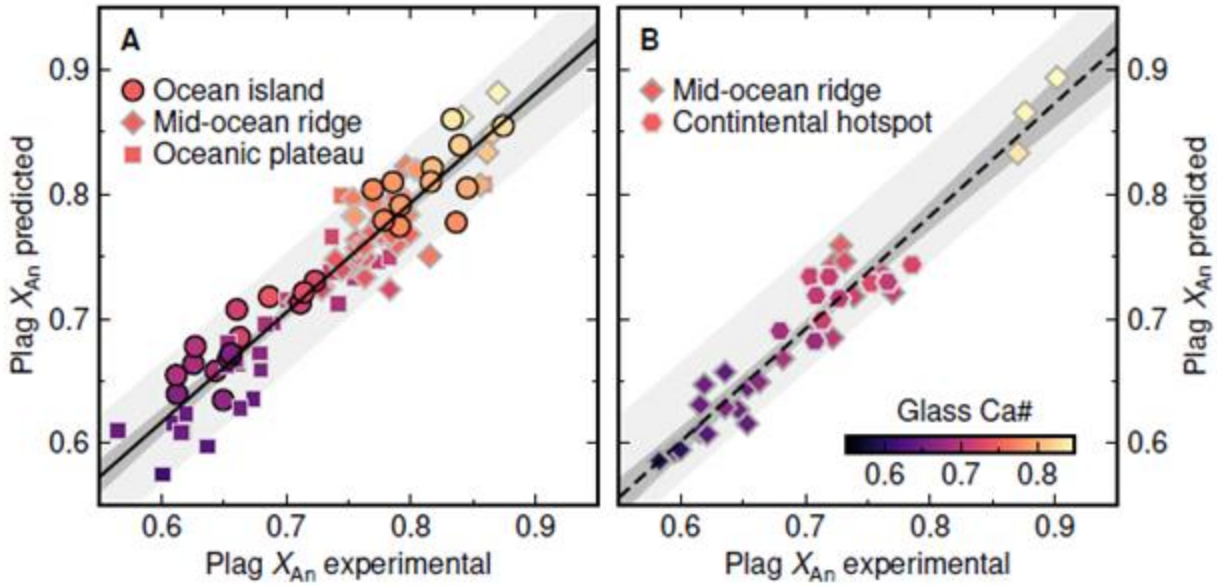 A
Ocean island
Mid-ocean ridge
Oceanic plateau
Plag XAn predicted
0.9
0.8
0.7
0.6
0.6 0.7 0.8 0.9
Plag XAn experimental
B
Mid-ocean ridge
Contintental hotspot
Glass Ca#
0.6 0.7 0.8
0.9
0.8
0.7
0.6
Plag XAn predicted
0.6 0.7 0.8 0.9
Plag XAn experimental